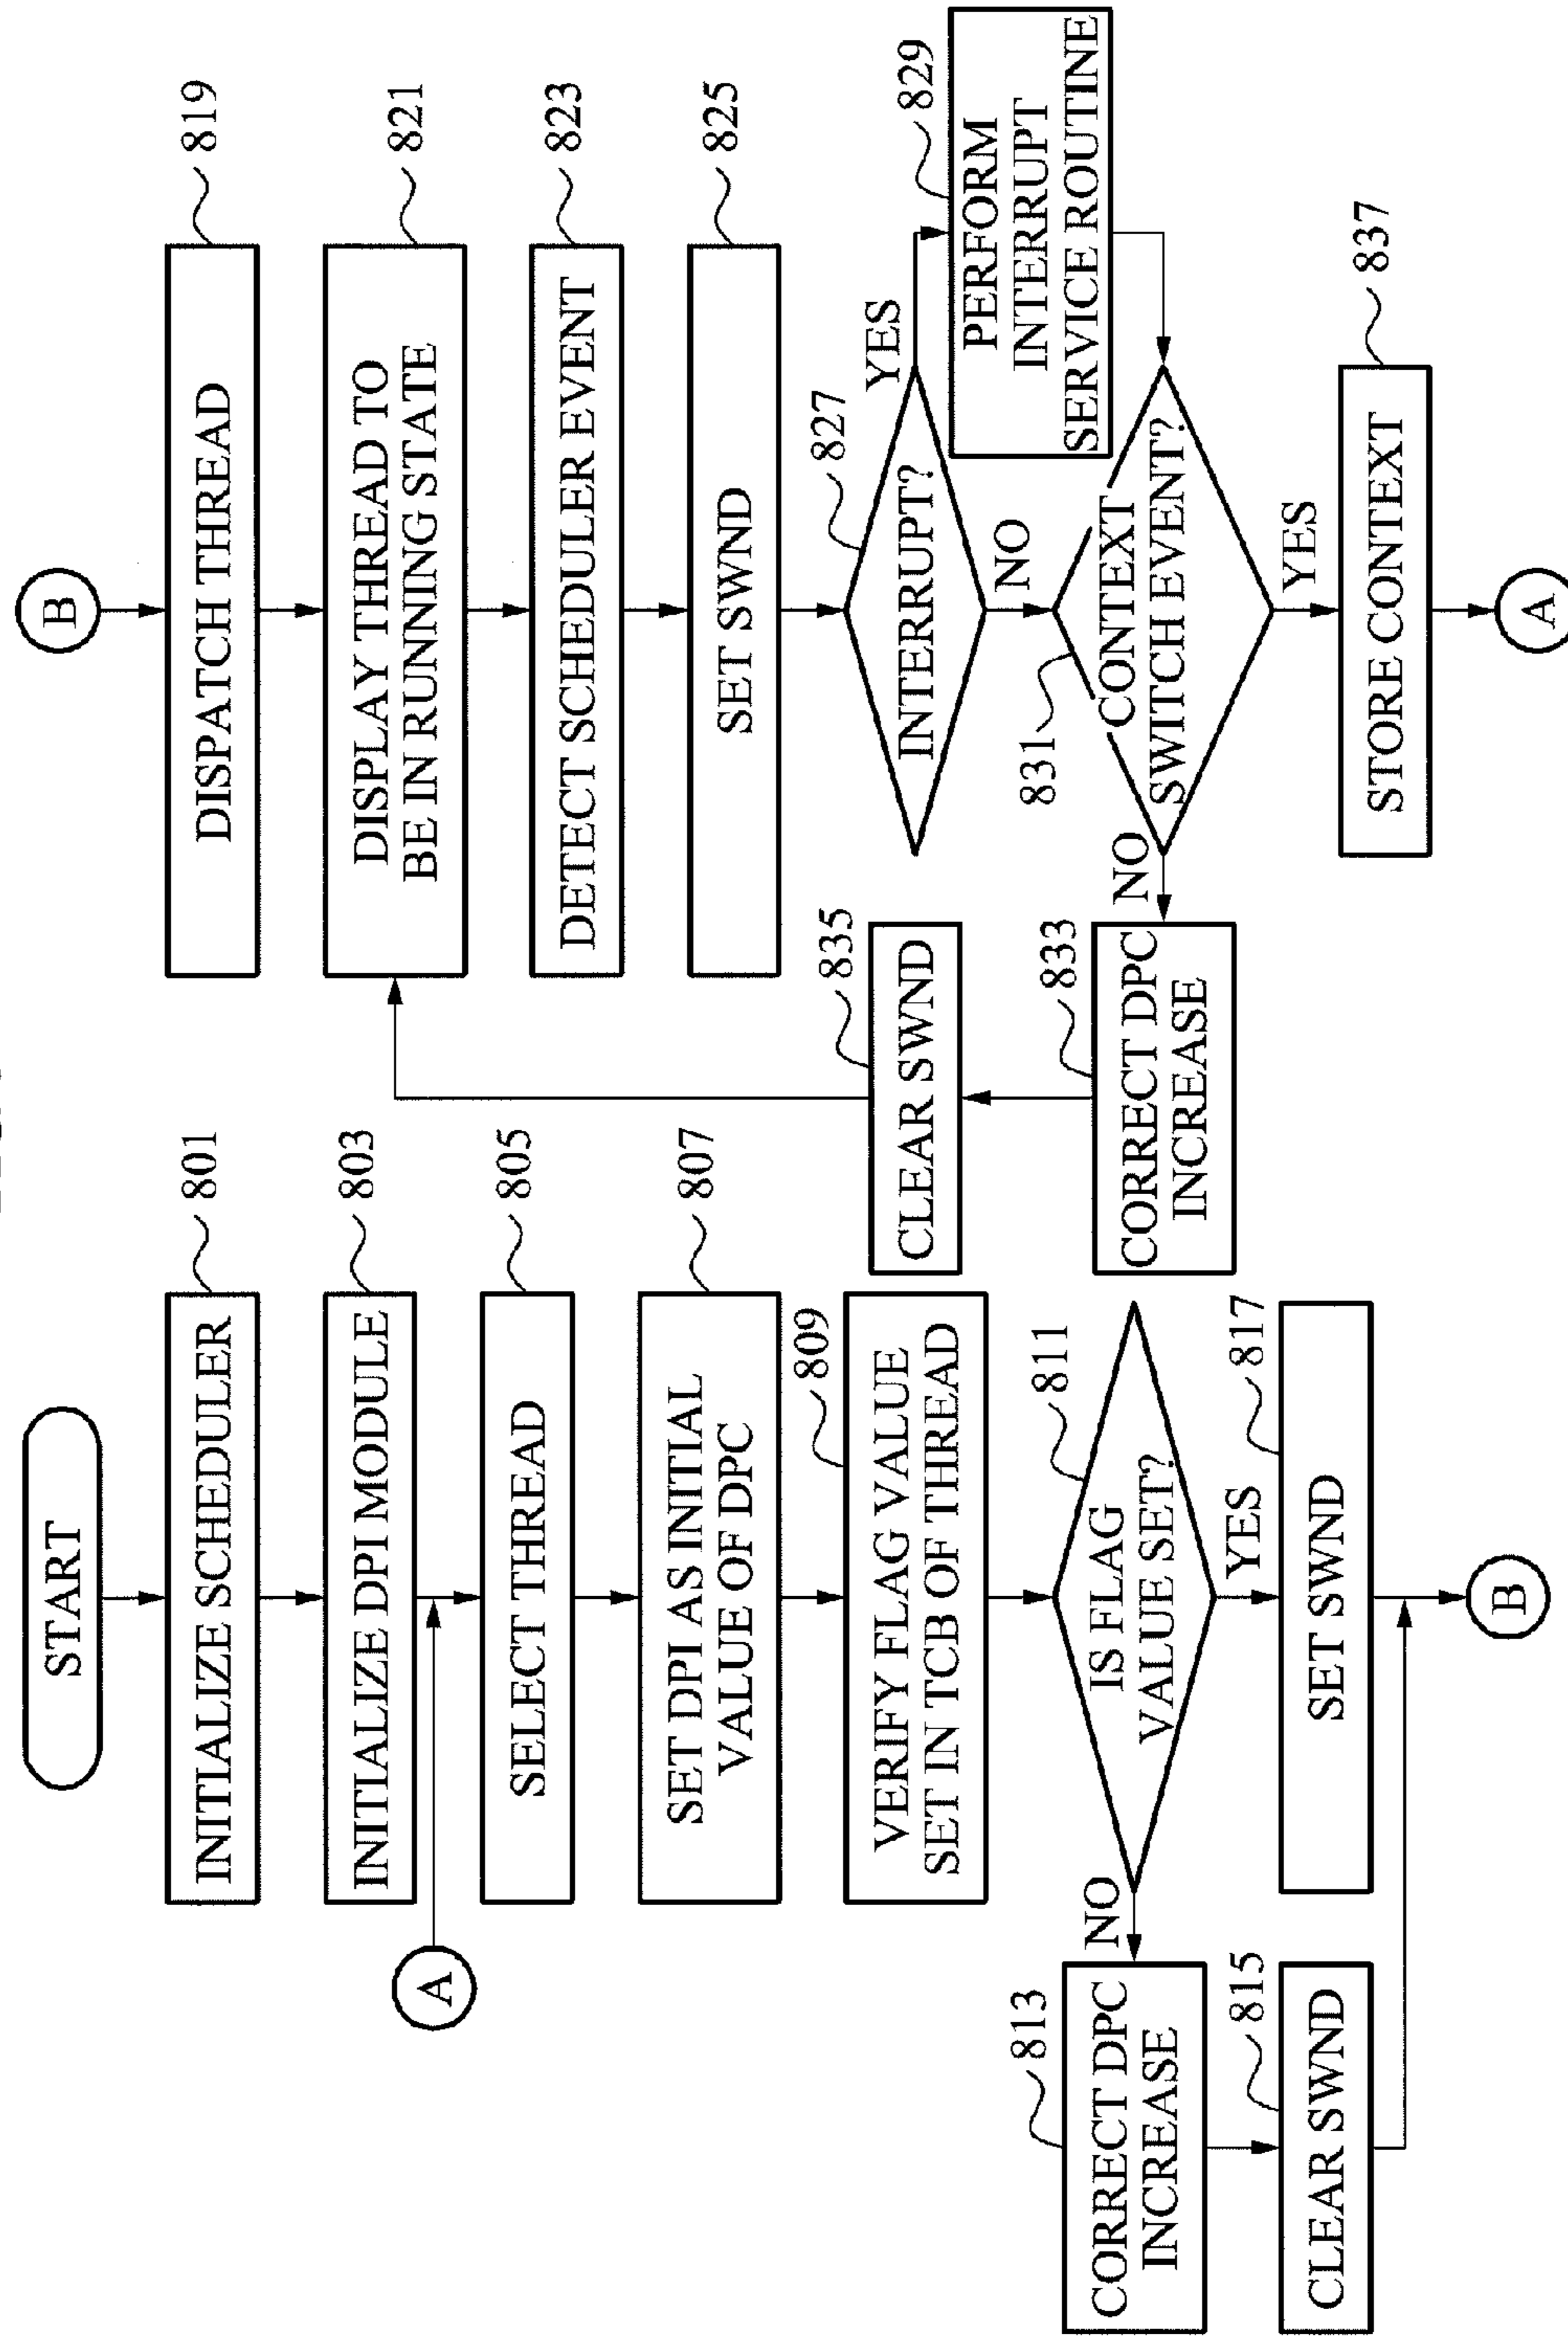 START
INITIALIZE SCHEDULER
801
INITIALIZE DPI MODULE
803
A
SELECT THREAD
805
SET DPI AS INITIAL
VALUE OF DPC
807
VERIFY FLAG VALUE
SET IN TCB OF THREAD
809
IS FLAG
VALUE SET?
811
NO
YES
CORRECT DPC
INCREASE
813
CLEAR SWND
815
SET SWND
817
B
B
DISPATCH THREAD
819
DISPLAY THREAD TO
BE IN RUNNING STATE
821
DETECT SCHEDULER EVENT
823
SET SWND
825
INTERRUPT?
827
YES
NO
PERFORM
INTERRUPT
SERVICE ROUTINE
829
CONTEXT
SWITCH EVENT?
831
NO
YES
CORRECT DPC
INCREASE
833
CLEAR SWND
835
STORE CONTEXT
837
A